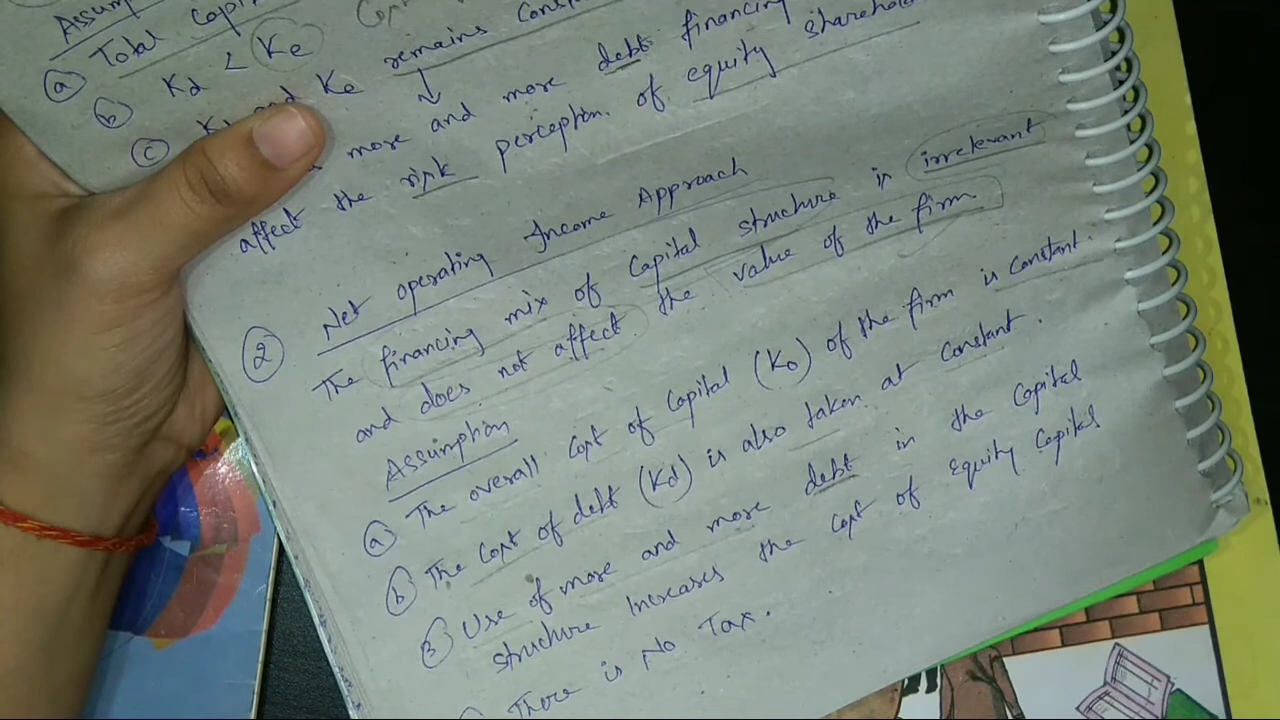 Assum
(a) Total Capi
(b) Kd < Ke
(c) Kd and Ke remains Const
more and more debt financing
affect the risk perception of equity sharehol
(2) Net operating Income Approach
The financing mix of Capital structure is irrelevant
and does not affect the value of the firm
Assumption
(a) The overall Cost of Capital (Ko) of the firm is Constant.
(b) The Cost of debt (Kd) is also taken at Constant.
(3) Use of more and more debt in the Capital
structure Increases the Cost of Equity Capital
There is No Tax.